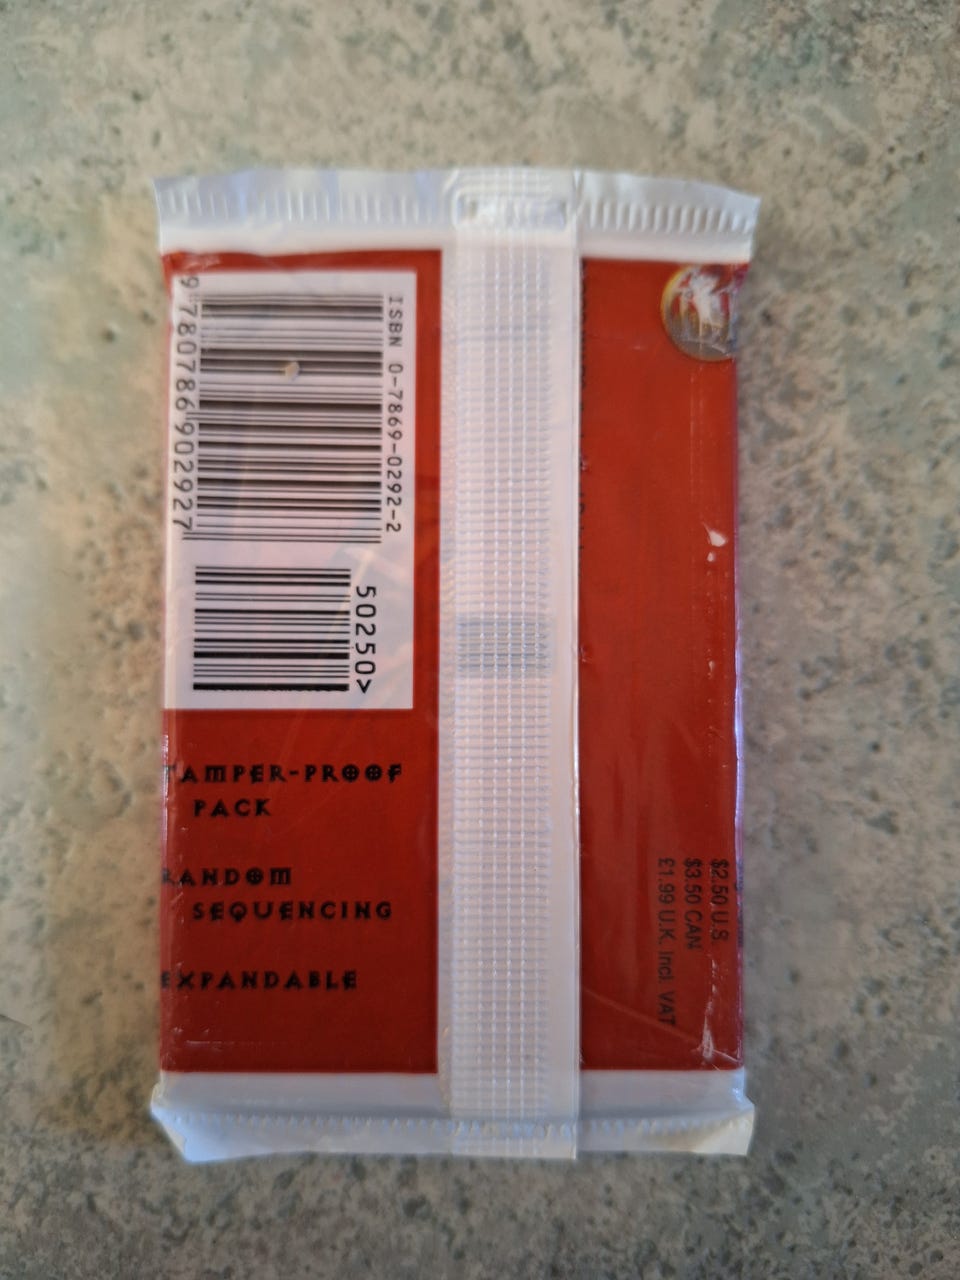 ISBN 0-7869-0292-2
9 780786 902927
50250>
TAMPER-PROOF
PACK
RANDOM
SEQUENCING
EXPANDABLE
$2.50 U.S.
$3.50 CAN
£1.99 U.K. incl. VAT